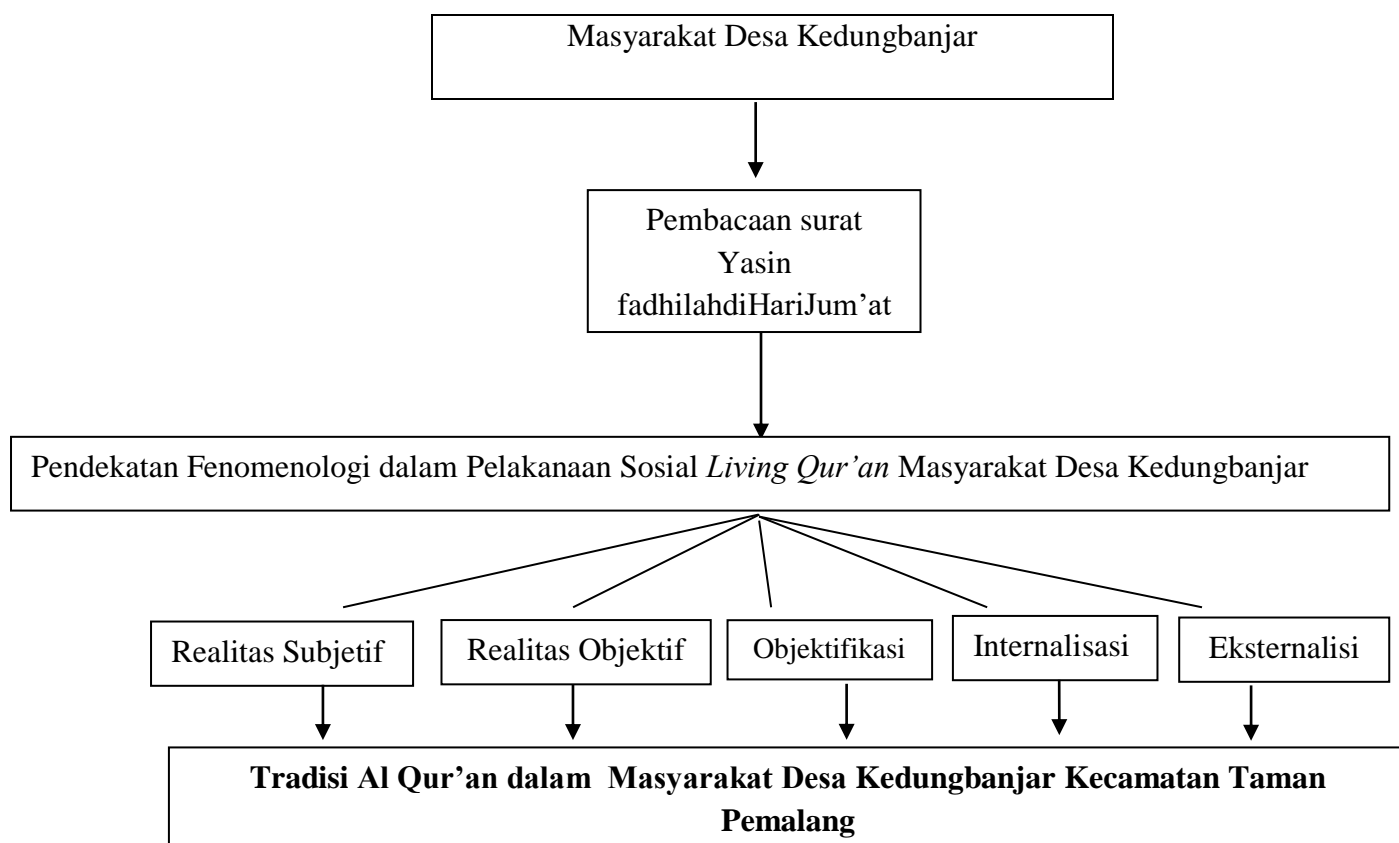 Masyarakat Desa Kedungbanjar
Pembacaan surat
Yasin
fadhilahdiHariJum’at
Pendekatan Fenomenologi dalam Pelakanaan Sosial Living Qur’an Masyarakat Desa Kedungbanjar
Realitas Subjetif
Realitas Objektif
Objektifikasi
Internalisasi
Eksternalisi
Tradisi Al Qur’an dalam Masyarakat Desa Kedungbanjar Kecamatan Taman
Pemalang